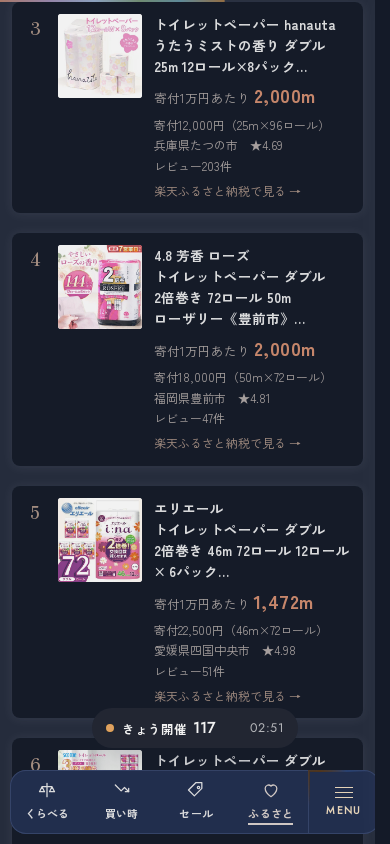 3
トイレットペーパー hanauta
うたうミストの香り ダブル
25m 12ロール×8パック…
寄付1万円あたり 2,000m
寄付12,000円（25m×96ロール）
兵庫県たつの市 ★4.69
レビュー203件
楽天ふるさと納税で見る →
4
4.8 芳香 ローズ
トイレットペーパー ダブル
2倍巻き 72ロール 50m
ローザリー《豊前市》…
寄付1万円あたり 2,000m
寄付18,000円（50m×72ロール）
福岡県豊前市 ★4.81
レビュー47件
楽天ふるさと納税で見る →
5
エリエール
トイレットペーパー ダブル
2倍巻き 46m 72ロール 12ロール
× 6パック…
寄付1万円あたり 1,472m
寄付22,500円（46m×72ロール）
愛媛県四国中央市 ★4.98
レビュー51件
楽天ふるさと納税で見る →
きょう開催 117 02:51
6
トイレットペーパー ダブル
くらべる 買い時 セール ふるさと MENU